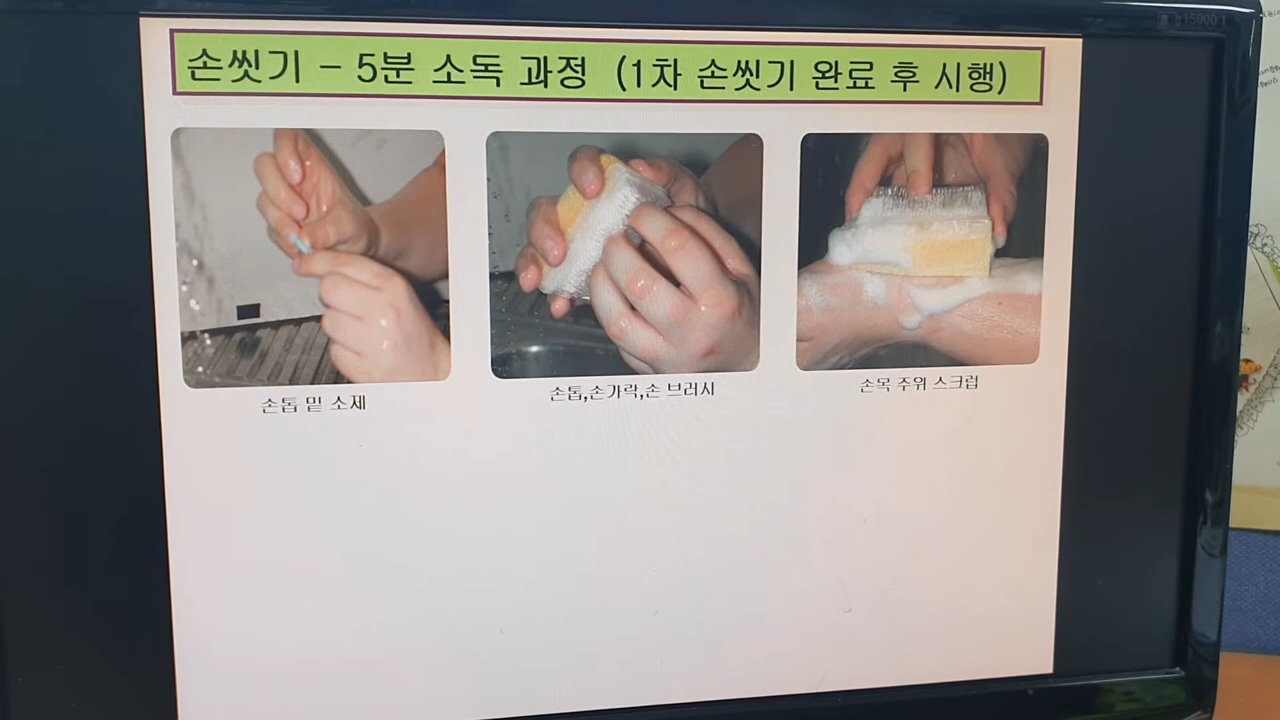 손씻기 - 5분 소독 과정 (1차 손씻기 완료 후 시행)
손톱 밑 소제
손톱,손가락,손 브러시
손목 주위 스크럽
15000:1